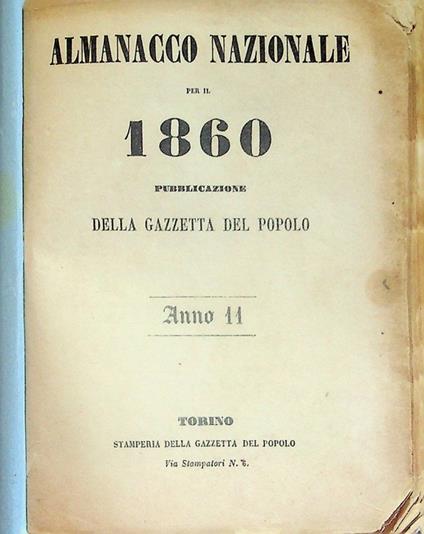 ALMANACCO NAZIONALE
PER IL
1860
PUBBLICAZIONE
DELLA GAZZETTA DEL POPOLO
Anno 11
TORINO
STAMPERIA DELLA GAZZETTA DEL POPOLO
Via Stampatori N.